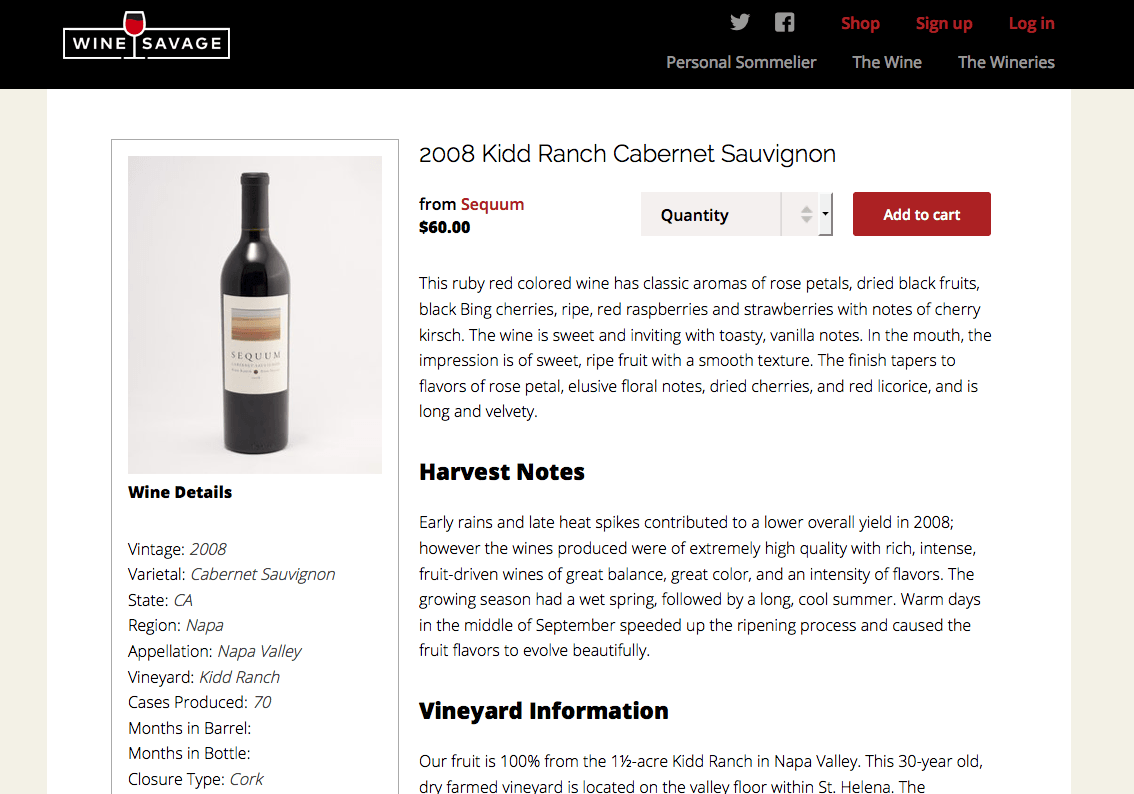 WINE SAVAGE
Shop Sign up Log in
Personal Sommelier The Wine The Wineries
SEQUUM
CABERNET SAUVIGNON
Wine Details
Vintage: 2008
Varietal: Cabernet Sauvignon
State: CA
Region: Napa
Appellation: Napa Valley
Vineyard: Kidd Ranch
Cases Produced: 70
Months in Barrel:
Months in Bottle:
Closure Type: Cork
2008 Kidd Ranch Cabernet Sauvignon
from Sequum
$60.00
Quantity
Add to cart
This ruby red colored wine has classic aromas of rose petals, dried black fruits,
black Bing cherries, ripe, red raspberries and strawberries with notes of cherry
kirsch. The wine is sweet and inviting with toasty, vanilla notes. In the mouth, the
impression is of sweet, ripe fruit with a smooth texture. The finish tapers to
flavors of rose petal, elusive floral notes, dried cherries, and red licorice, and is
long and velvety.
Harvest Notes
Early rains and late heat spikes contributed to a lower overall yield in 2008;
however the wines produced were of extremely high quality with rich, intense,
fruit-driven wines of great balance, great color, and an intensity of flavors. The
growing season had a wet spring, followed by a long, cool summer. Warm days
in the middle of September speeded up the ripening process and caused the
fruit flavors to evolve beautifully.
Vineyard Information
Our fruit is 100% from the 1½-acre Kidd Ranch in Napa Valley. This 30-year old,
dry farmed vineyard is located on the valley floor within St. Helena. The